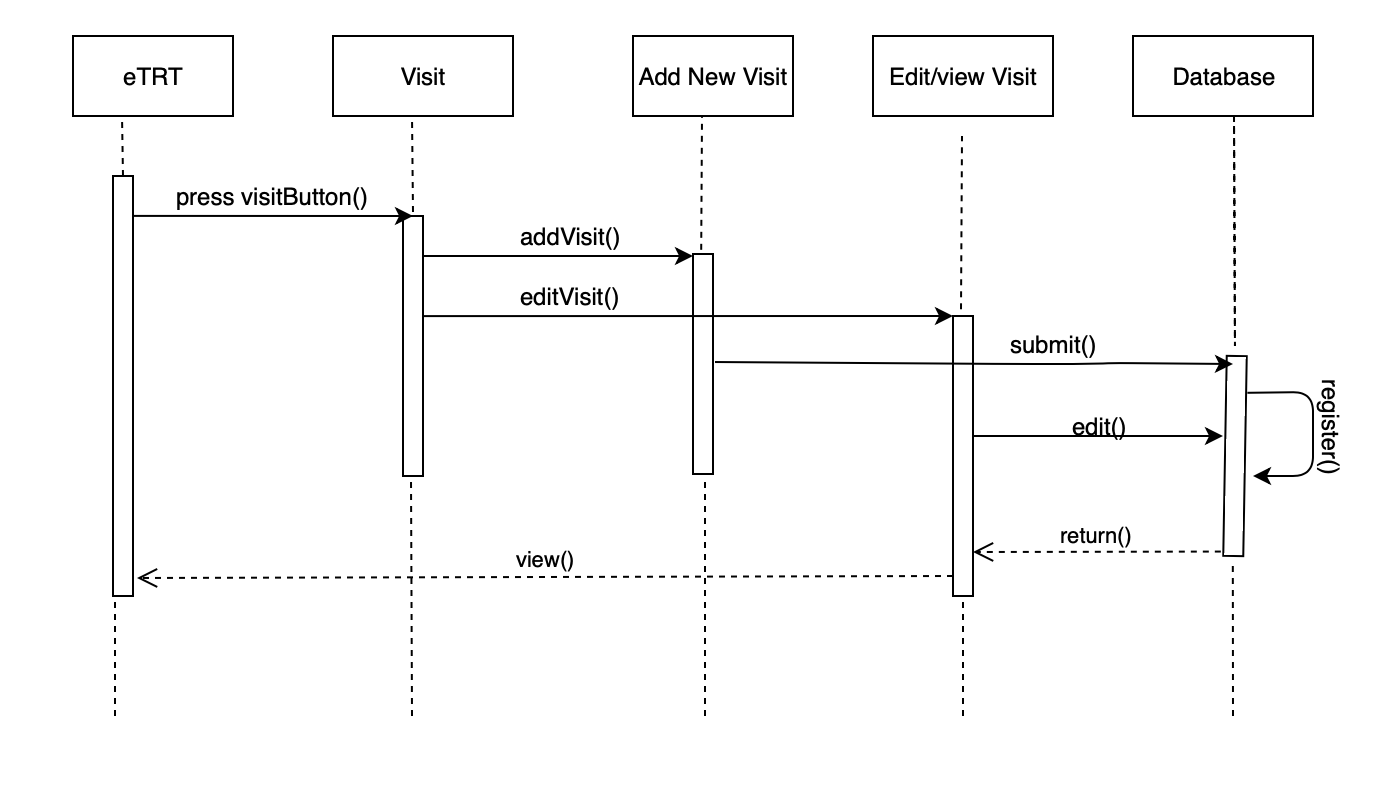 eTRT
Visit
Add New Visit
Edit/view Visit
Database
press visitButton()
addVisit()
editVisit()
submit()
register()
edit()
return()
view()